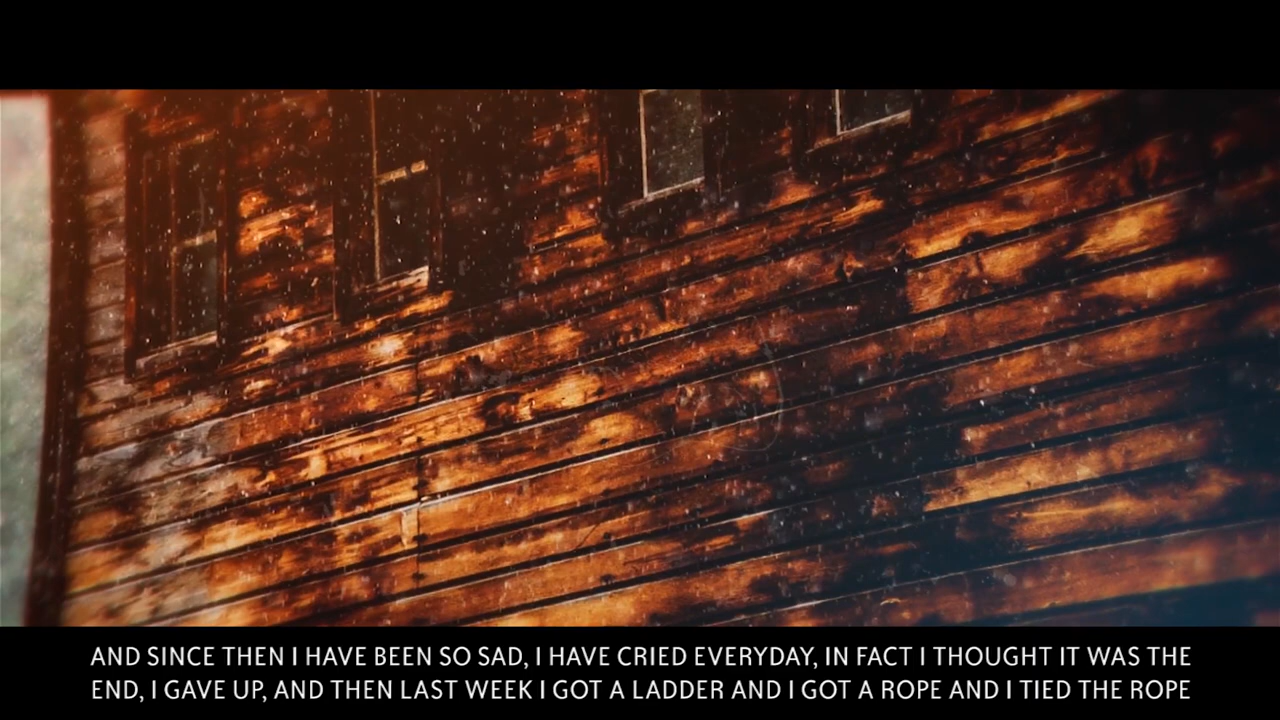 AND SINCE THEN I HAVE BEEN SO SAD, I HAVE CRIED EVERYDAY, IN FACT I THOUGHT IT WAS THE
END, I GAVE UP, AND THEN LAST WEEK I GOT A LADDER AND I GOT A ROPE AND I TIED THE ROPE